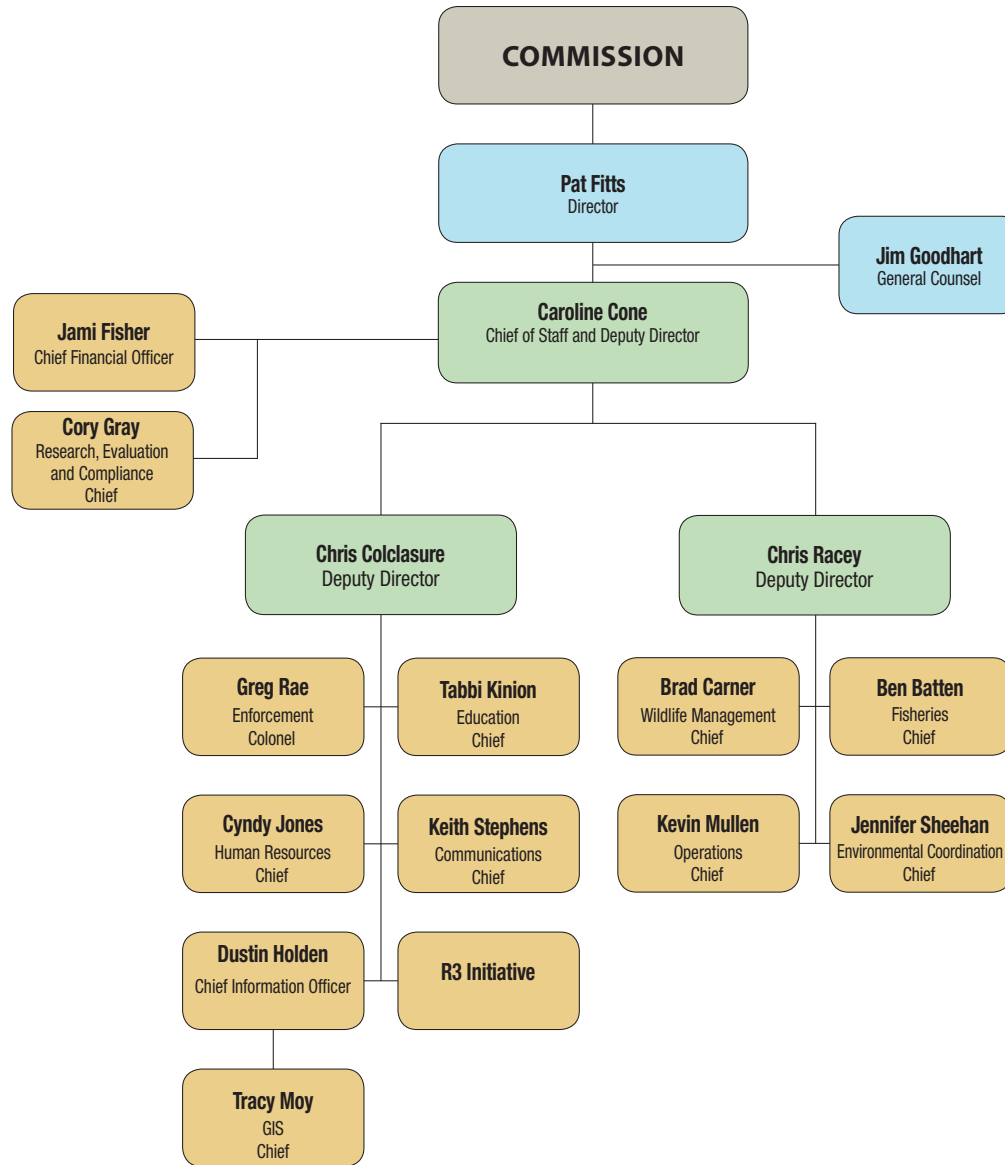 COMMISSION
Pat Fitts
Director
Jim Goodhart
General Counsel
Caroline Cone
Chief of Staff and Deputy Director
Jami Fisher
Chief Financial Officer
Cory Gray
Research, Evaluation
and Compliance
Chief
Chris Colclasure
Deputy Director
Chris Racey
Deputy Director
Greg Rae
Enforcement
Colonel
Tabbi Kinion
Education
Chief
Brad Carner
Wildlife Management
Chief
Ben Batten
Fisheries
Chief
Cyndy Jones
Human Resources
Chief
Keith Stephens
Communications
Chief
Kevin Mullen
Operations
Chief
Jennifer Sheehan
Environmental Coordination
Chief
Dustin Holden
Chief Information Officer
R3 Initiative
Tracy Moy
GIS
Chief